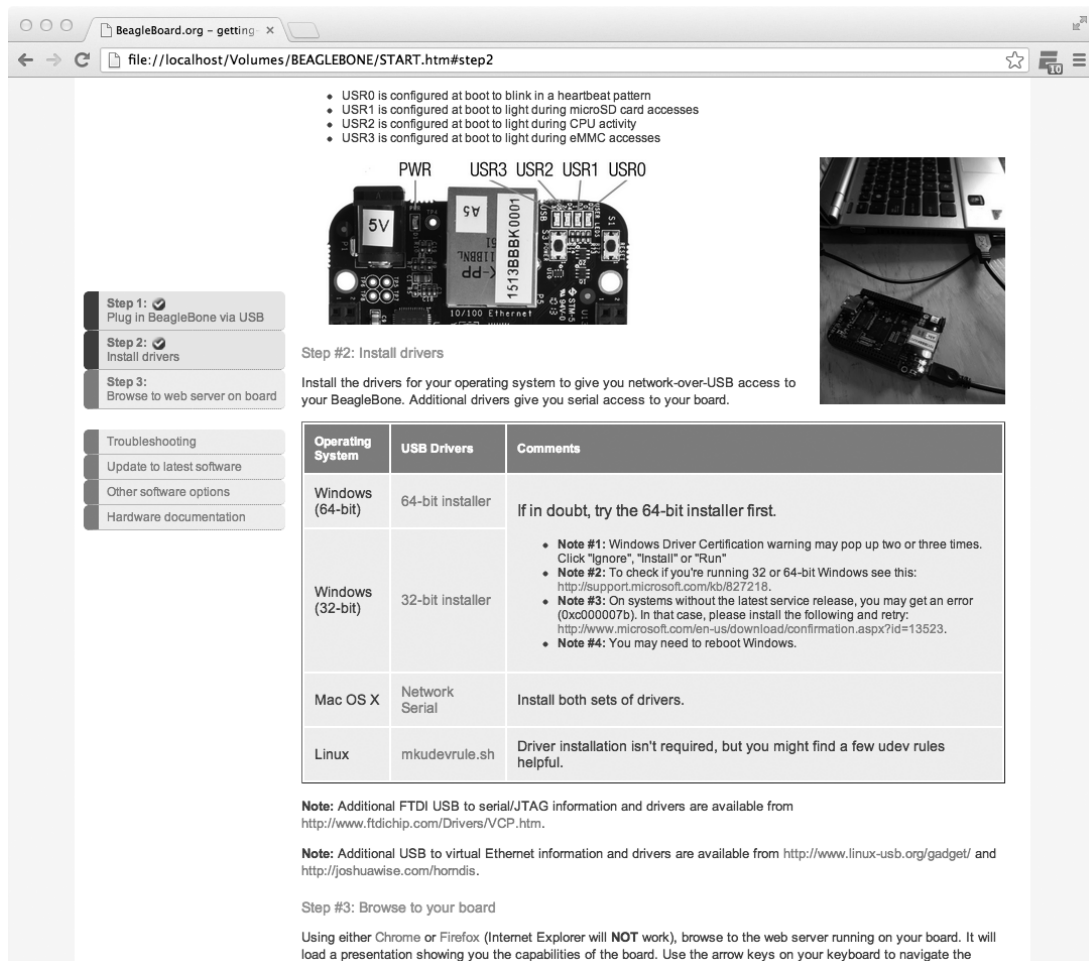 BeagleBoard.org – getting-
file://localhost/Volumes/BEAGLEBONE/START.htm#step2
10
• USR0 is configured at boot to blink in a heartbeat pattern
• USR1 is configured at boot to light during microSD card accesses
• USR2 is configured at boot to light during CPU activity
• USR3 is configured at boot to light during eMMC accesses
PWR USR3 USR2 USR1 USR0
5V
A5
1513BBBK0001
10/100 Ethernet
Step 1:
Plug in BeagleBone via USB
Step 2:
Install drivers
Step 3:
Browse to web server on board
Troubleshooting
Update to latest software
Other software options
Hardware documentation
Step #2: Install drivers
Install the drivers for your operating system to give you network-over-USB access to
your BeagleBone. Additional drivers give you serial access to your board.
Operating
System
USB Drivers
Comments
Windows
(64-bit)
64-bit installer
Windows
(32-bit)
32-bit installer
If in doubt, try the 64-bit installer first.
• Note #1: Windows Driver Certification warning may pop up two or three times.
Click "Ignore", "Install" or "Run"
• Note #2: To check if you're running 32 or 64-bit Windows see this:
http://support.microsoft.com/kb/827218.
• Note #3: On systems without the latest service release, you may get an error
(0xc000007b). In that case, please install the following and retry:
http://www.microsoft.com/en-us/download/confirmation.aspx?id=13523.
• Note #4: You may need to reboot Windows.
Mac OS X
Network
Serial
Install both sets of drivers.
Linux
mkudevrule.sh
Driver installation isn't required, but you might find a few udev rules
helpful.
Note: Additional FTDI USB to serial/JTAG information and drivers are available from
http://www.ftdichip.com/Drivers/VCP.htm.
Note: Additional USB to virtual Ethernet information and drivers are available from http://www.linux-usb.org/gadget/ and
http://joshuawise.com/horndis.
Step #3: Browse to your board
Using either Chrome or Firefox (Internet Explorer will NOT work), browse to the web server running on your board. It will
load a presentation showing you the capabilities of the board. Use the arrow keys on your keyboard to navigate the